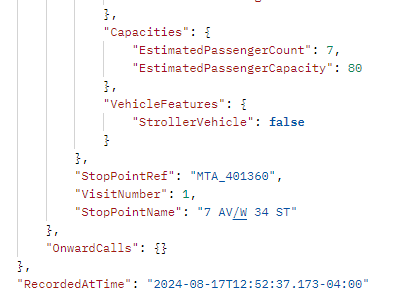 },
"Capacities": {
"EstimatedPassengerCount": 7,
"EstimatedPassengerCapacity": 80
},
"VehicleFeatures": {
"StrollerVehicle": false
}
},
"StopPointRef": "MTA_401360",
"VisitNumber": 1,
"StopPointName": "7 AV/W 34 ST"
},
"OnwardCalls": {}
},
"RecordedAtTime": "2024-08-17T12:52:37.173-04:00"